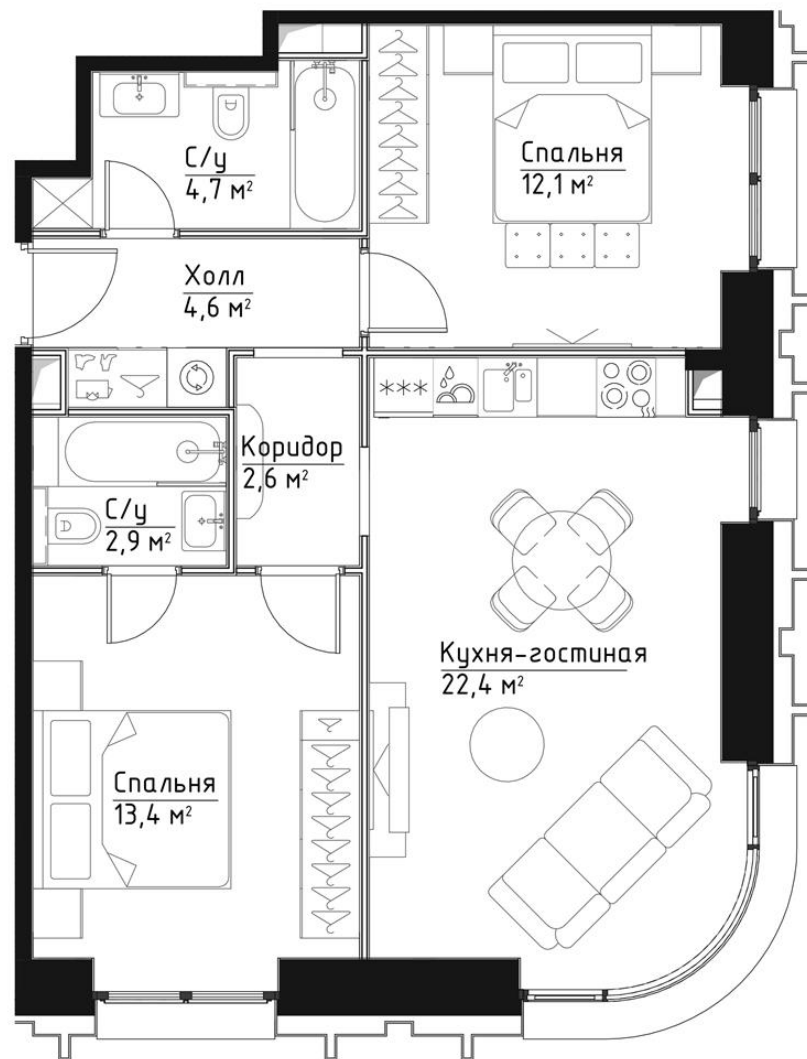 С/у
4,7 м²
Спальня
12,1 м²
Холл
4,6 м²
***
Коридор
2,6 м²
С/у
2,9 м²
Кухня-гостиная
22,4 м²
Спальня
13,4 м²